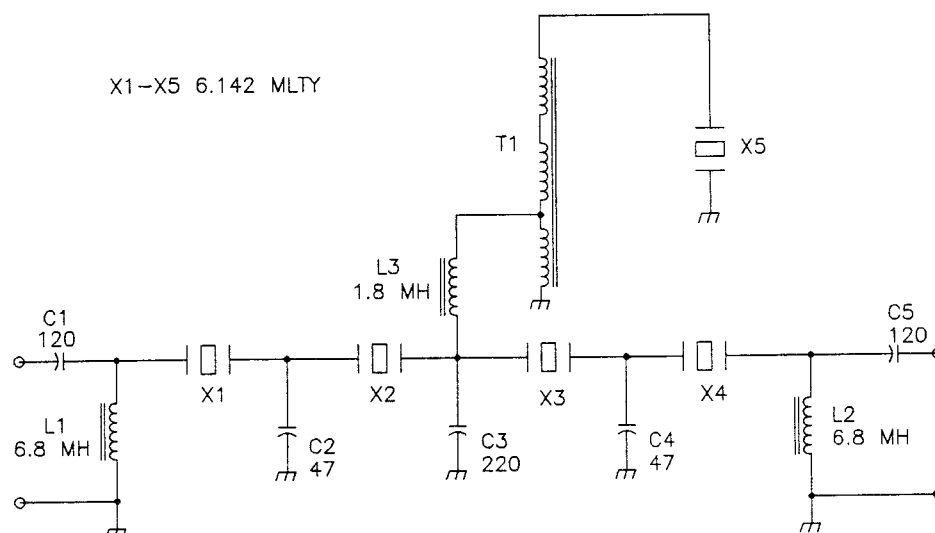 X1-X5 6.142 MLTY
T1
X5
L3
1.8 MH
C1
120
C5
120
X1
X2
X3
X4
L1
6.8 MH
C2
47
C3
220
C4
47
L2
6.8 MH